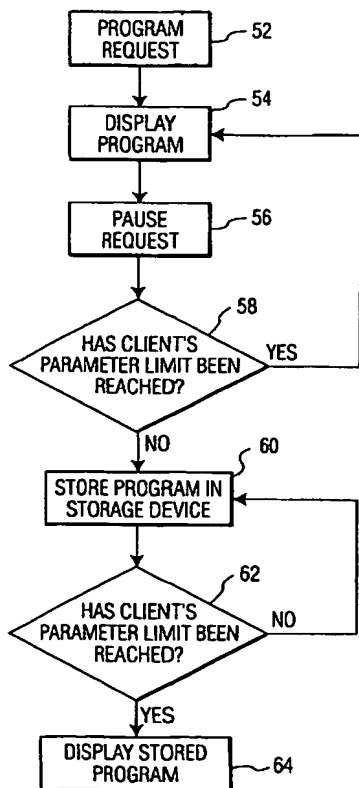 PROGRAM
REQUEST
52
DISPLAY
PROGRAM
54
PAUSE
REQUEST
56
HAS CLIENT'S
PARAMETER LIMIT BEEN
REACHED?
58
YES
NO
STORE PROGRAM IN
STORAGE DEVICE
60
HAS CLIENT'S
PARAMETER LIMIT BEEN
REACHED?
62
NO
YES
DISPLAY STORED
PROGRAM
64